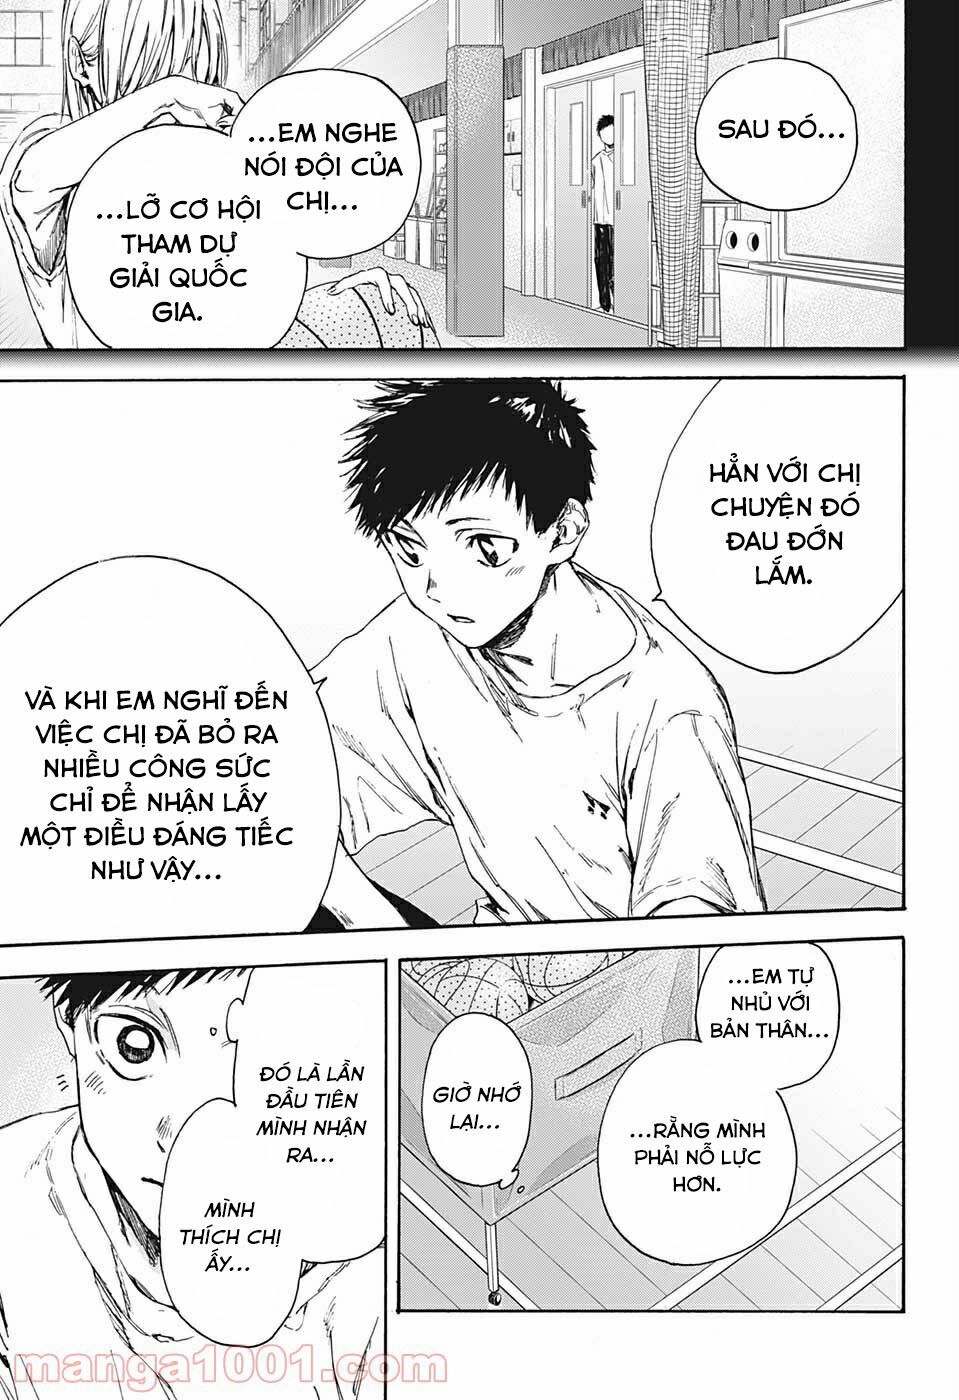 SAU ĐÓ...
...EM NGHE
NÓI ĐỘI CỦA
CHỊ...
...LỠ CƠ HỘI
THAM DỰ
GIẢI QUỐC
GIA.
HẲN VỚI CHỊ
CHUYỆN ĐÓ
ĐAU ĐỚN
LẮM.
VÀ KHI EM NGHĨ ĐẾN
VIỆC CHỊ ĐÃ BỎ RA
NHIỀU CÔNG SỨC
CHỈ ĐỂ NHẬN LẤY
MỘT ĐIỀU ĐÁNG TIẾC
NHƯ VẬY...
...EM TỰ
NHỦ VỚI
BẢN THÂN...
...RẰNG MÌNH
PHẢI NỖ LỰC
HƠN.
GIỜ NHỚ
LẠI...
ĐÓ LÀ LẦN
ĐẦU TIÊN
MÌNH NHẬN
RA...
MÌNH
THÍCH CHỊ
ẤY...
manga1001.com